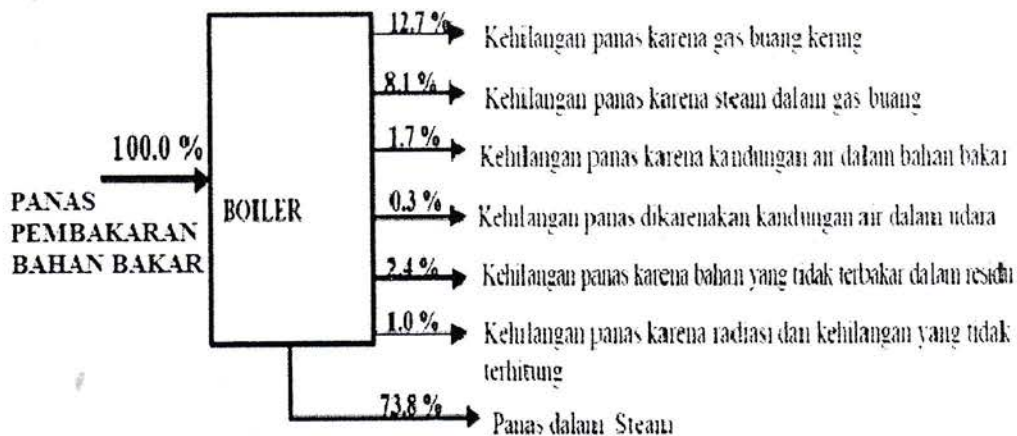 12.7 %
Kehilangan panas karena gas buang kering
8.1 %
Kehilangan panas karena steam dalam gas buang
100.0 %
1.7 %
Kehilangan panas karena kandungan air dalam bahan bakar
PANAS
PEMBAKARAN
BAHAN BAKAR
BOILER
0.3 %
Kehilangan panas dikarenakan kandungan air dalam udara
2.4 %
Kehilangan panas karena bahan yang tidak terbakar dalam residu
1.0 %
Kehilangan panas karena radiasi dan kehilangan yang tidak
terhitung
73.8 %
Panas dalam Steam